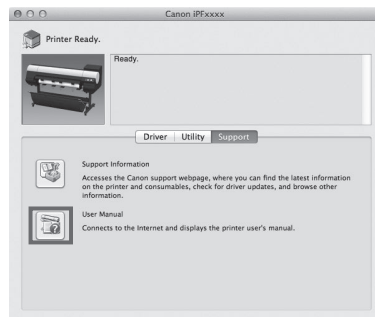 Canon iPFxxxx
Printer Ready.
Ready.
Driver Utility Support
Support Information
Accesses the Canon support webpage, where you can find the latest information
on the printer and consumables, check for driver updates, and browse other
information.
User Manual
Connects to the Internet and displays the printer user's manual.